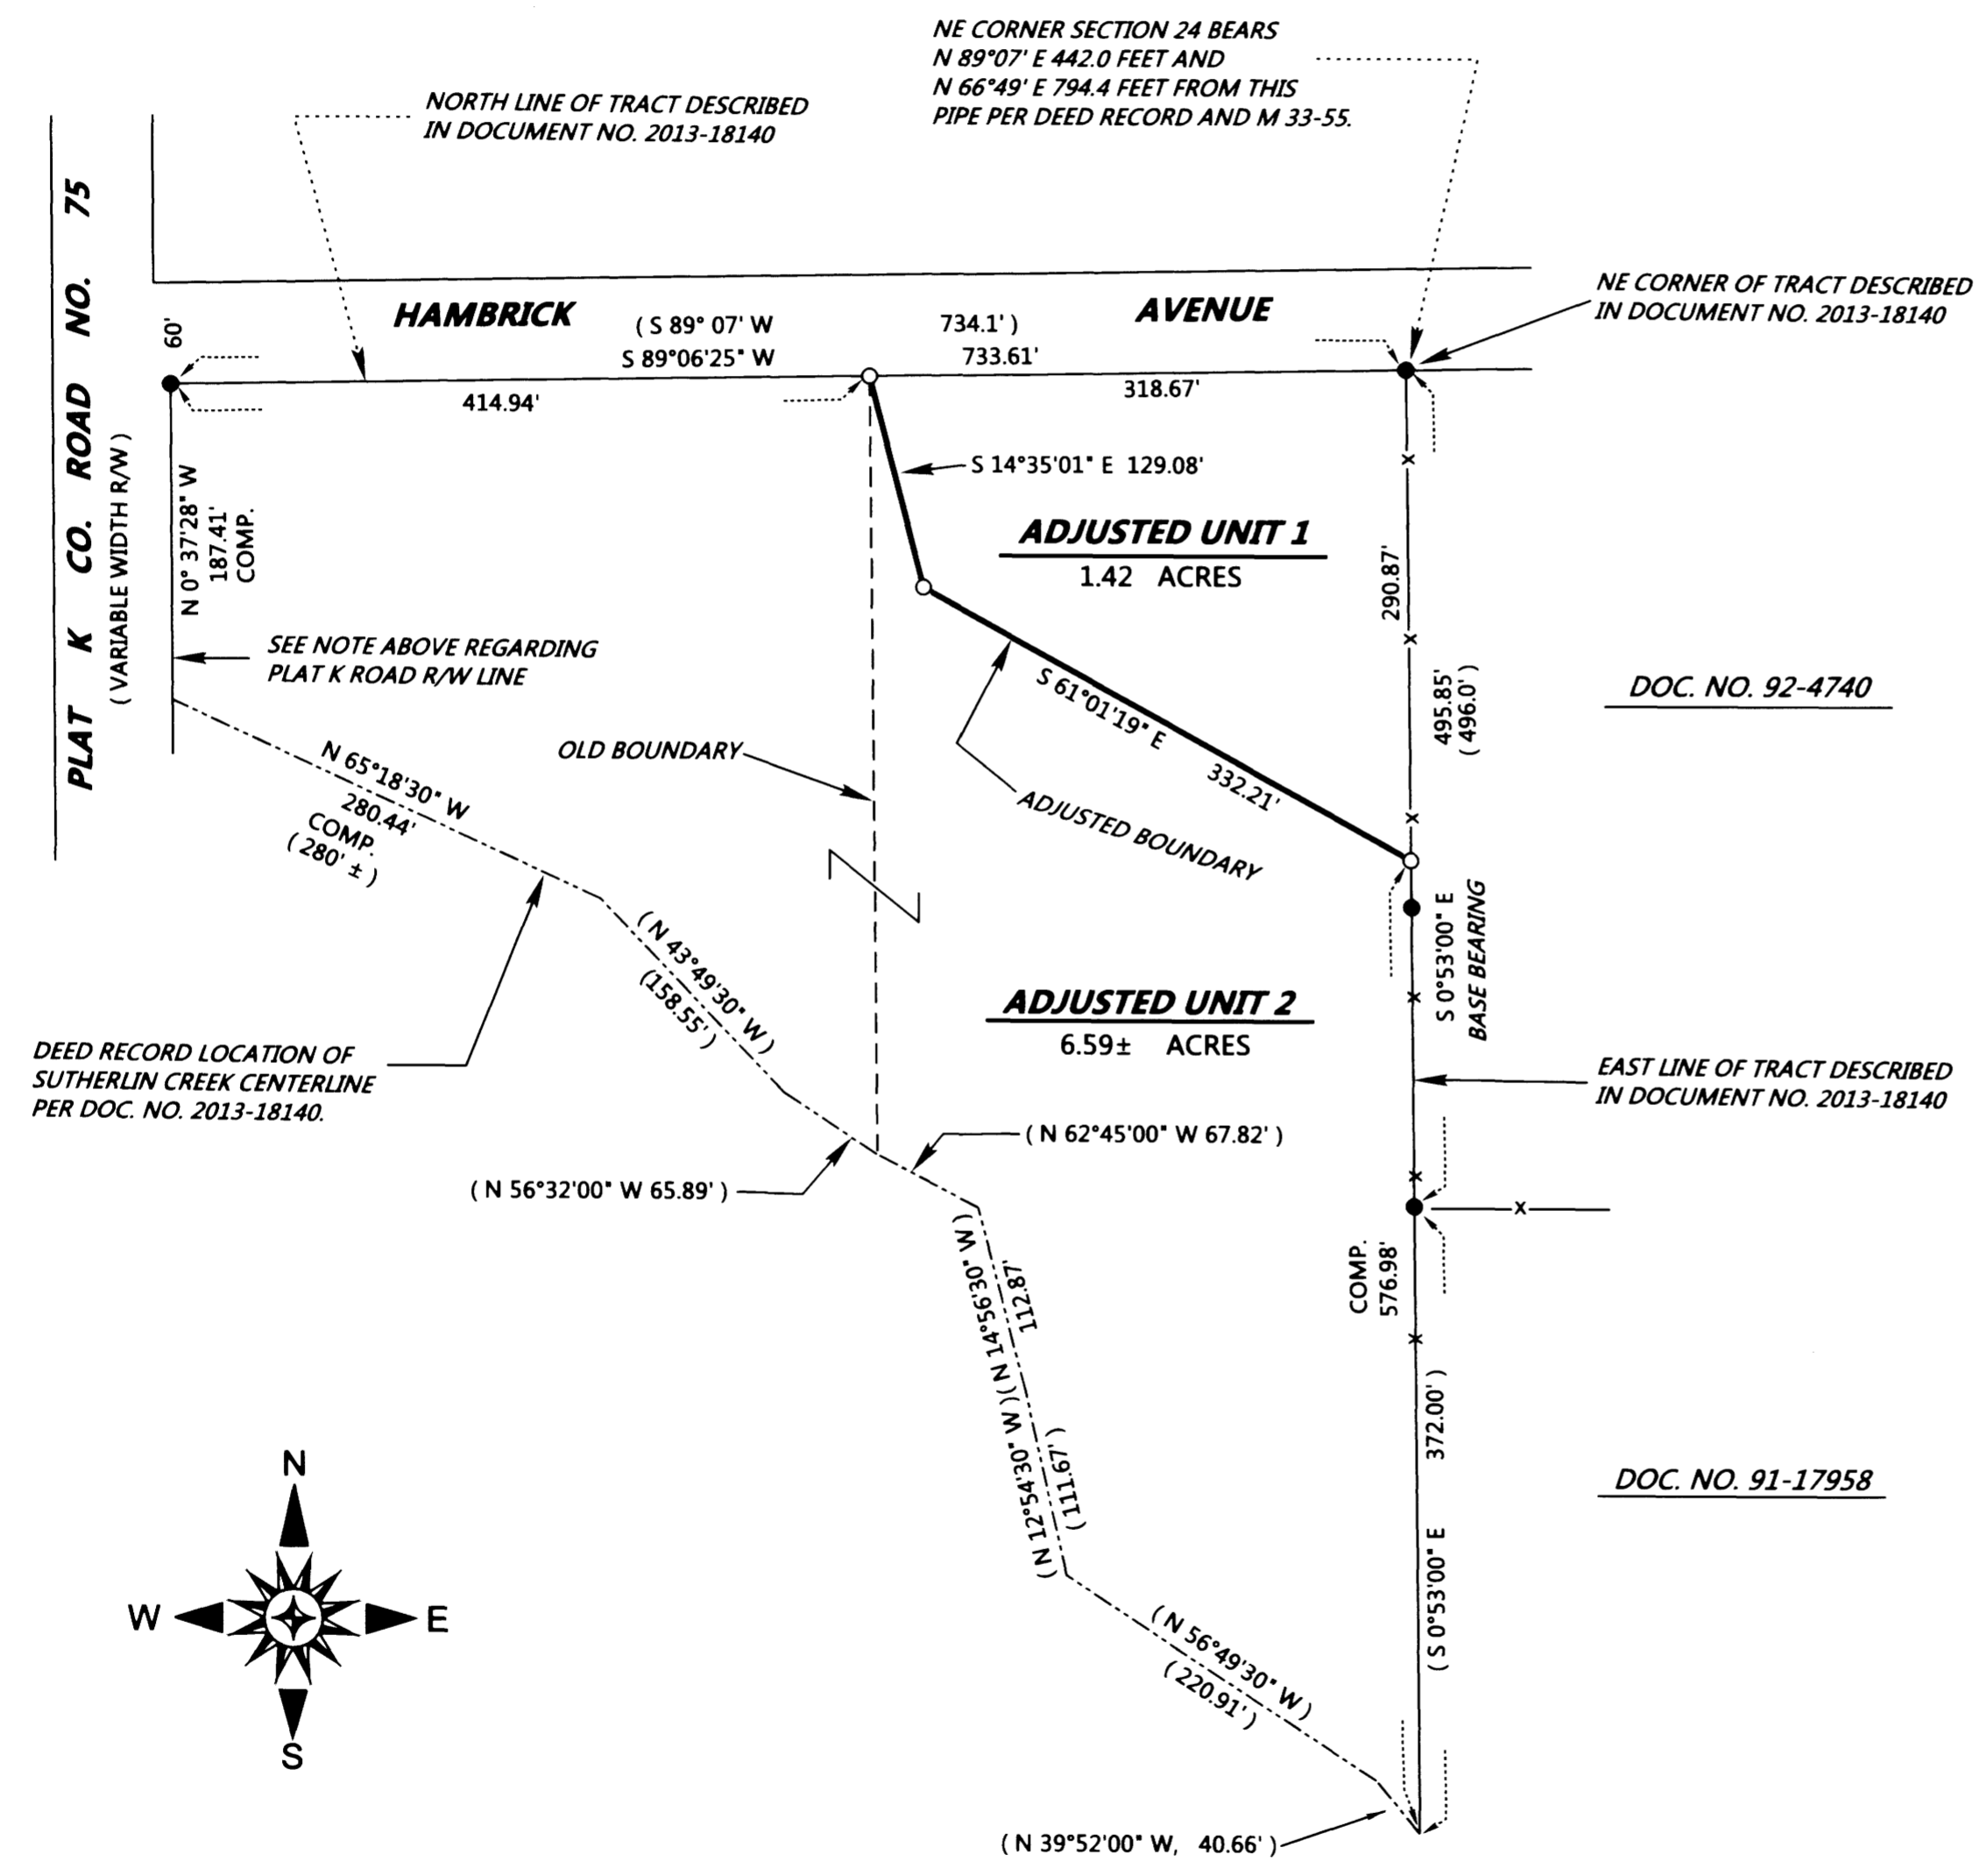 NE CORNER SECTION 24 BEARS
N 89°07' E 442.0 FEET AND
N 66°49' E 794.4 FEET FROM THIS
PIPE PER DEED RECORD AND M 33-55.
NORTH LINE OF TRACT DESCRIBED
IN DOCUMENT NO. 2013-18140
PLAT K CO. ROAD NO. 75
(VARIABLE WIDTH R/W)
60'
HAMBRICK AVENUE
( S 89° 07' W 734.1' )
S 89°06'25" W 733.61'
414.94'
318.67'
NE CORNER OF TRACT DESCRIBED
IN DOCUMENT NO. 2013-18140
N 0° 37'28" W
187.41'
COMP.
S 14°35'01" E 129.08'
ADJUSTED UNIT 1
1.42 ACRES
290.87'
495.85'
( 496.0' )
SEE NOTE ABOVE REGARDING
PLAT K ROAD R/W LINE
DOC. NO. 92-4740
S 61°01'19" E 332.21'
OLD BOUNDARY
ADJUSTED BOUNDARY
N 65°18'30" W
280.44'
COMP.
( 280' ± )
S 0°53'00" E
BASE BEARING
( N 43°49'30" W )
(158.55')
ADJUSTED UNIT 2
6.59± ACRES
DEED RECORD LOCATION OF
SUTHERLIN CREEK CENTERLINE
PER DOC. NO. 2013-18140.
EAST LINE OF TRACT DESCRIBED
IN DOCUMENT NO. 2013-18140
( N 62°45'00" W 67.82' )
( N 56°32'00" W 65.89' )
( N 14°56'30" W )
112.87'
COMP.
576.98'
( N 12°54'30" W )
(111.67')
( S 0°53'00" E 372.00' )
DOC. NO. 91-17958
N
W
E
S
( N 56°49'30" W )
( 220.91' )
( N 39°52'00" W, 40.66' )